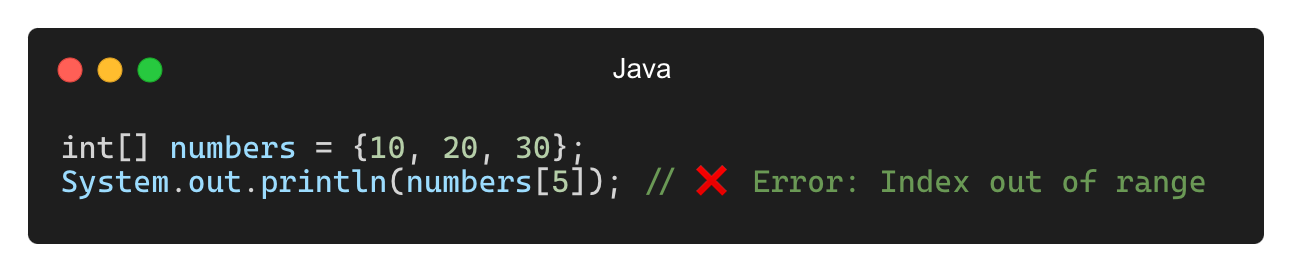 Java
int[] numbers = {10, 20, 30};
System.out.println(numbers[5]); // ❌ Error: Index out of range